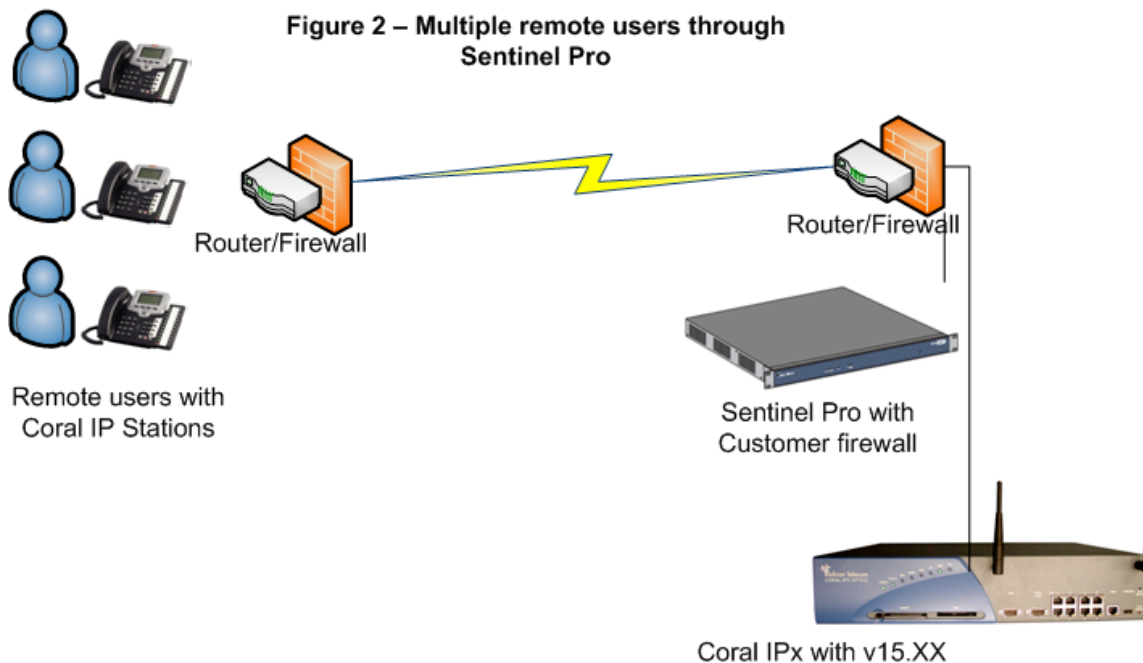 Figure 2 – Multiple remote users through
Sentinel Pro
Router/Firewall
Router/Firewall
Remote users with
Coral IP Stations
Sentinel Pro with
Customer firewall
Coral IPx with v15.XX